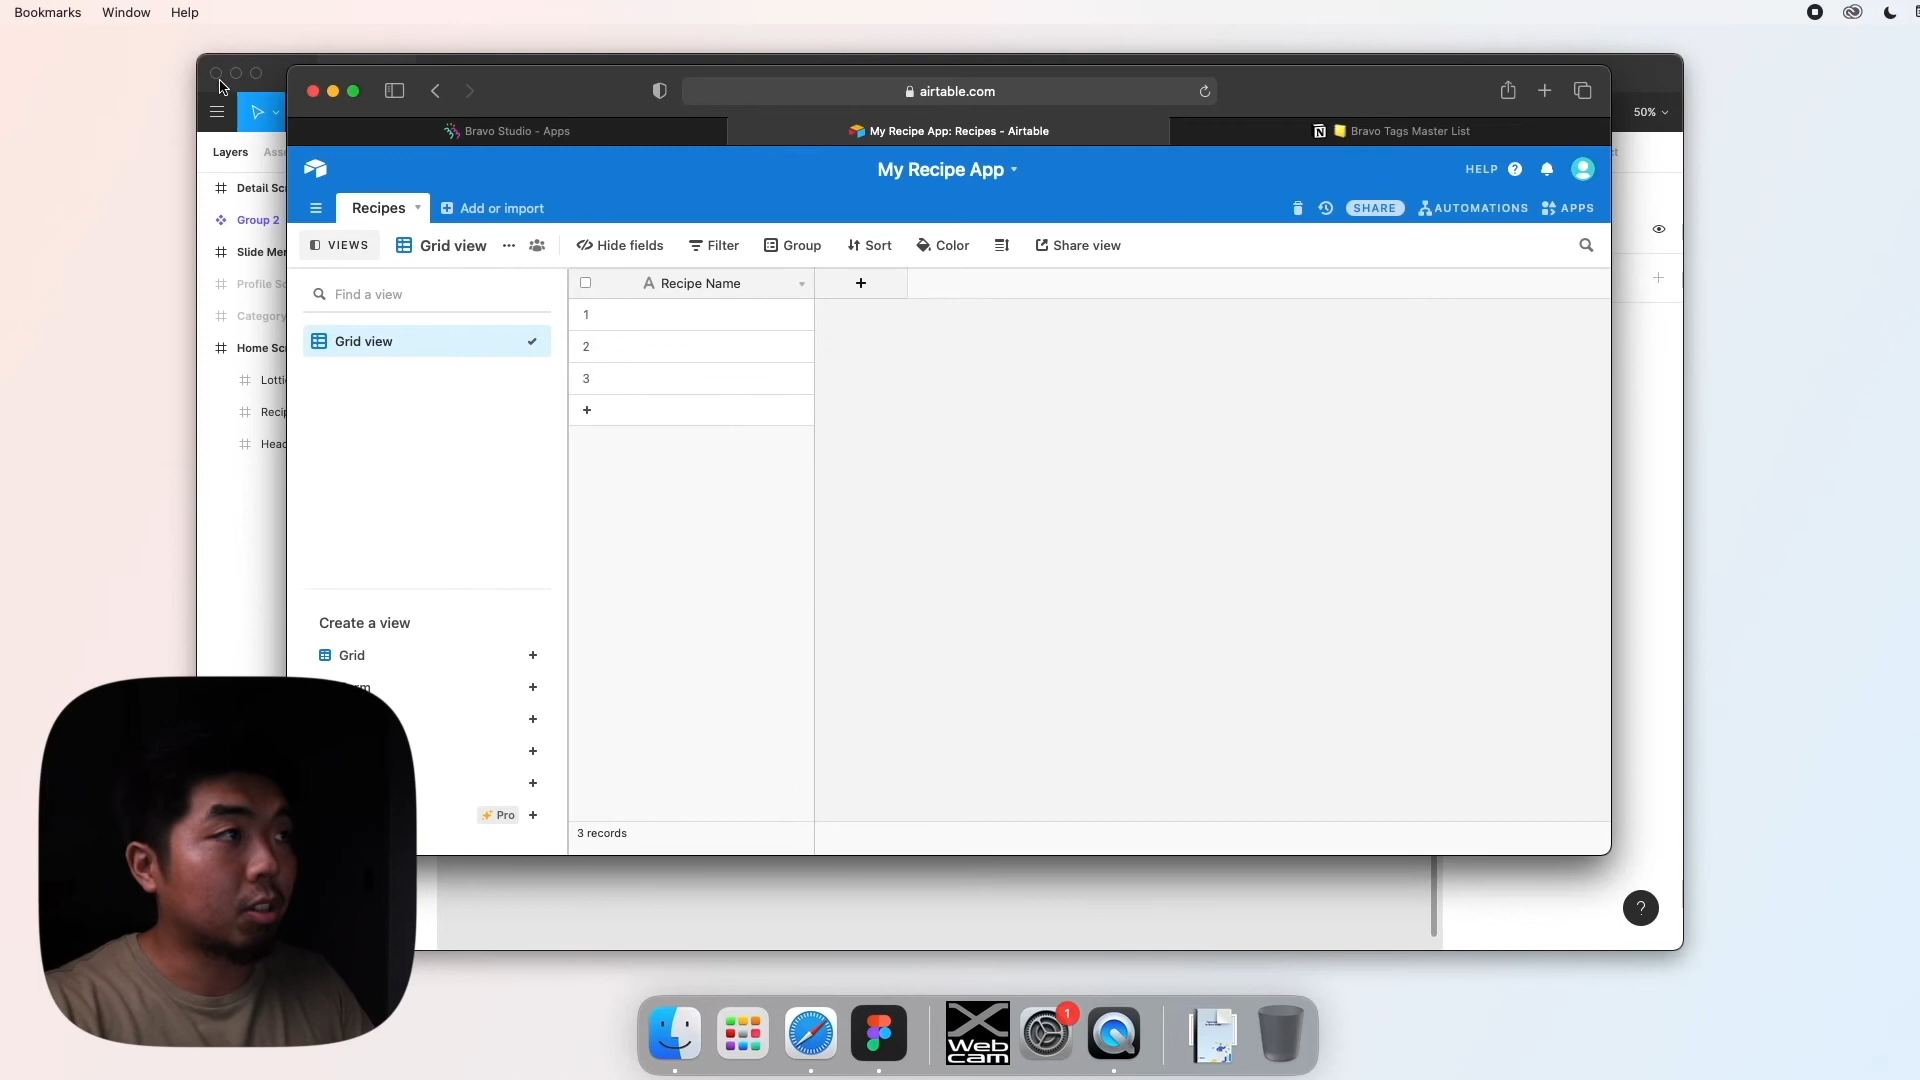 Bookmarks Window Help
Bravo Studio - Apps
airtable.com
My Recipe App: Recipes - Airtable
Bravo Tags Master List
50%
Layers
My Recipe App
HELP
Recipes
Add or import
SHARE
AUTOMATIONS
APPS
VIEWS
Grid view
Hide fields
Filter
Group
Sort
Color
Share view
Detail Sc
Group 2
Slide Me
Profile Sc
Category
Home Sc
Lotti
Reci
Head
Find a view
Grid view
Create a view
Grid
Pro
Recipe Name
1
2
3
3 records
?
Web
cam
1